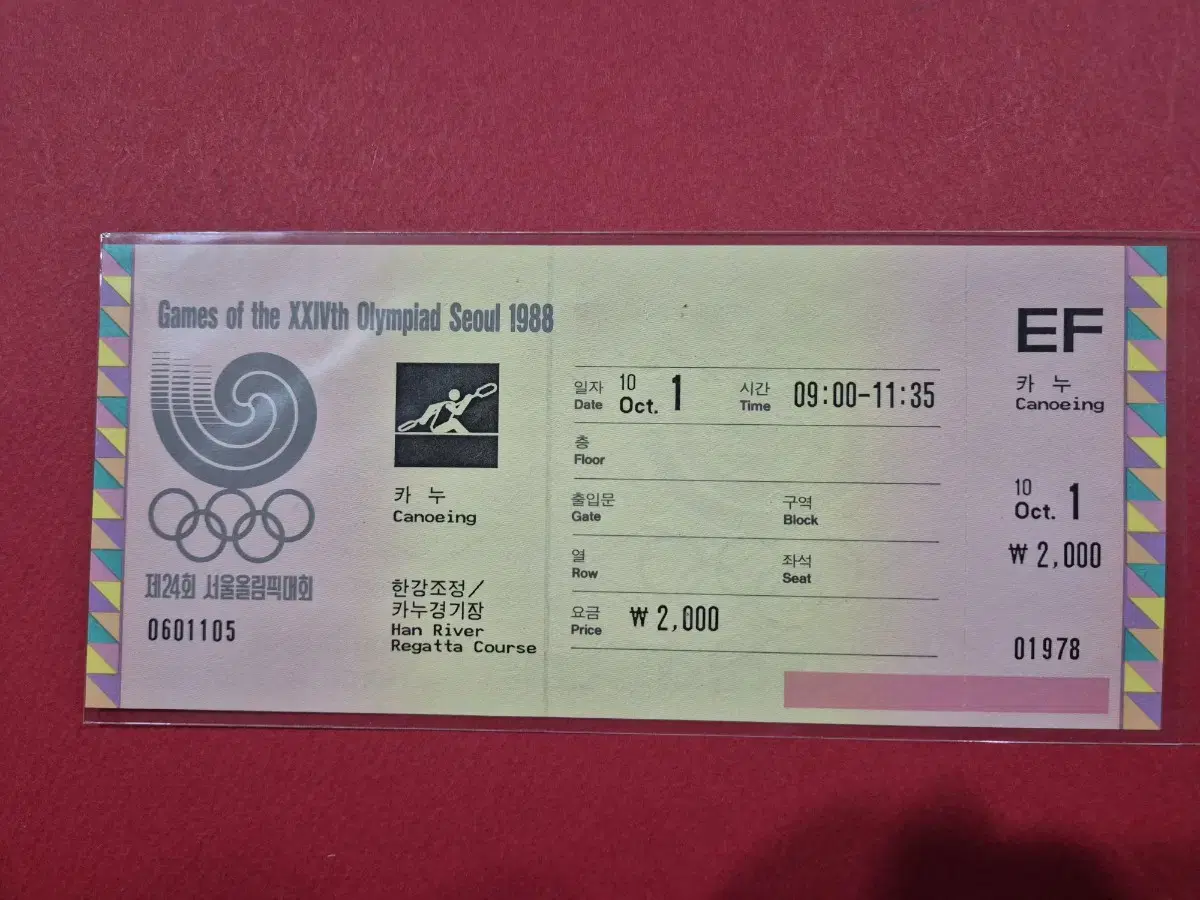 Games of the XXIVth Olympiad Seoul 1988
제24회 서울올림픽대회
0601105
카 누
Canoeing
한강조정/
카누경기장
Han River
Regatta Course
일자 10
Date Oct. 1
시간
Time 09:00-11:35
층
Floor
출입문
Gate
구역
Block
열
Row
좌석
Seat
요금
Price ₩ 2,000
EF
카 누
Canoeing
10
Oct. 1
₩ 2,000
01978